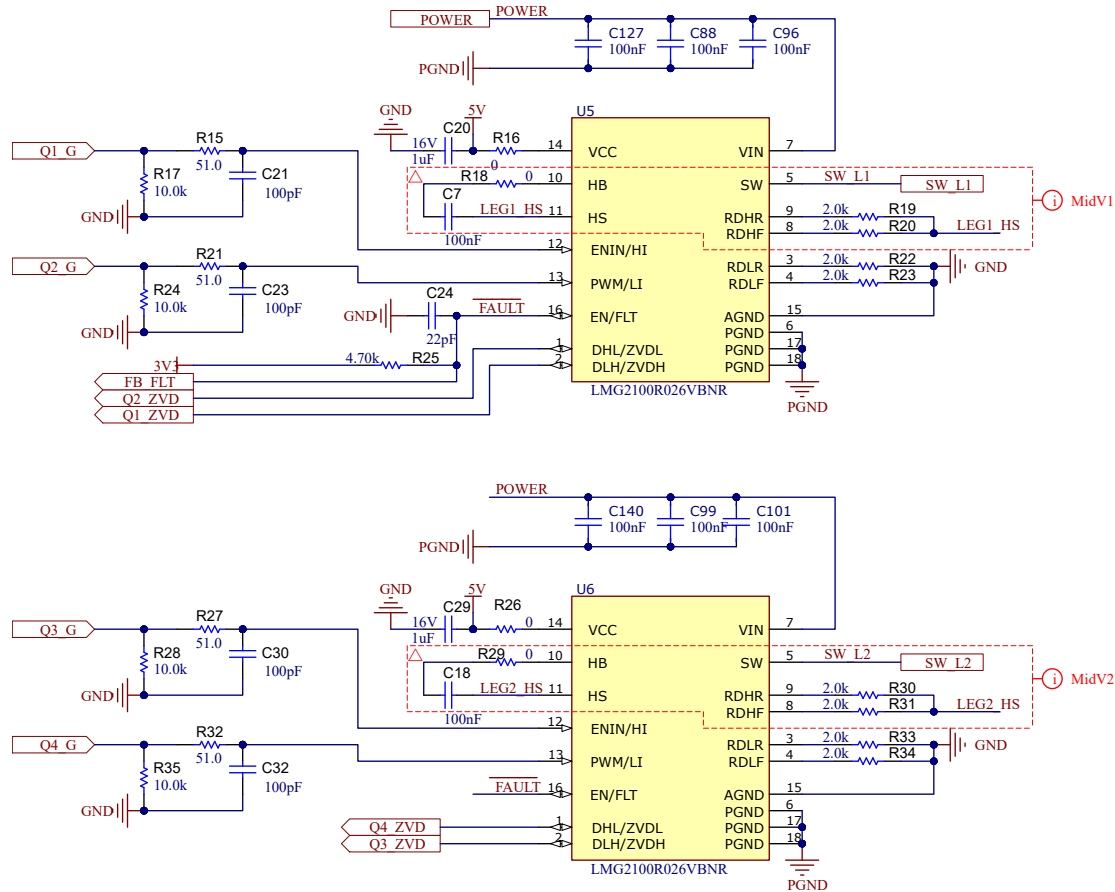 POWER
POWER
C127
100nF
C88
100nF
C96
100nF
PGND
GND
5V
U5
16V
1uF
C20
R16
0
14
VCC
VIN
7
Q1_G
R15
51.0
R17
10.0k
C21
100pF
GND
R18
0
10
HB
SW
5
SW_L1
SW_L1
C7
100nF
LEG1_HS
11
HS
RDHR
9
2.0k
R19
RDHF
8
2.0k
R20
LEG1_HS
MidV1
12
ENIN/HI
Q2_G
R21
51.0
R24
10.0k
C23
100pF
GND
13
PWM/LI
RDLR
3
2.0k
R22
RDLF
4
2.0k
R23
GND
GND
C24
22pF
FAULT
16
EN/FLT
AGND
15
PGND
6
PGND
17
PGND
18
1
DHL/ZVDL
2
DLH/ZVDH
3V3
4.70k
R25
FB_FLT
Q2_ZVD
Q1_ZVD
LMG2100R026VBNR
PGND
POWER
C140
100nF
C99
100nF
C101
100nF
PGND
GND
5V
U6
16V
1uF
C29
R26
0
14
VCC
VIN
7
Q3_G
R27
51.0
R28
10.0k
C30
100pF
GND
R29
0
10
HB
SW
5
SW_L2
SW_L2
C18
100nF
LEG2_HS
11
HS
RDHR
9
2.0k
R30
RDHF
8
2.0k
R31
LEG2_HS
MidV2
12
ENIN/HI
Q4_G
R32
51.0
R35
10.0k
C32
100pF
GND
13
PWM/LI
RDLR
3
2.0k
R33
RDLF
4
2.0k
R34
GND
FAULT
16
EN/FLT
AGND
15
PGND
6
PGND
17
PGND
18
Q4_ZVD
1
DHL/ZVDL
Q3_ZVD
2
DLH/ZVDH
LMG2100R026VBNR
PGND